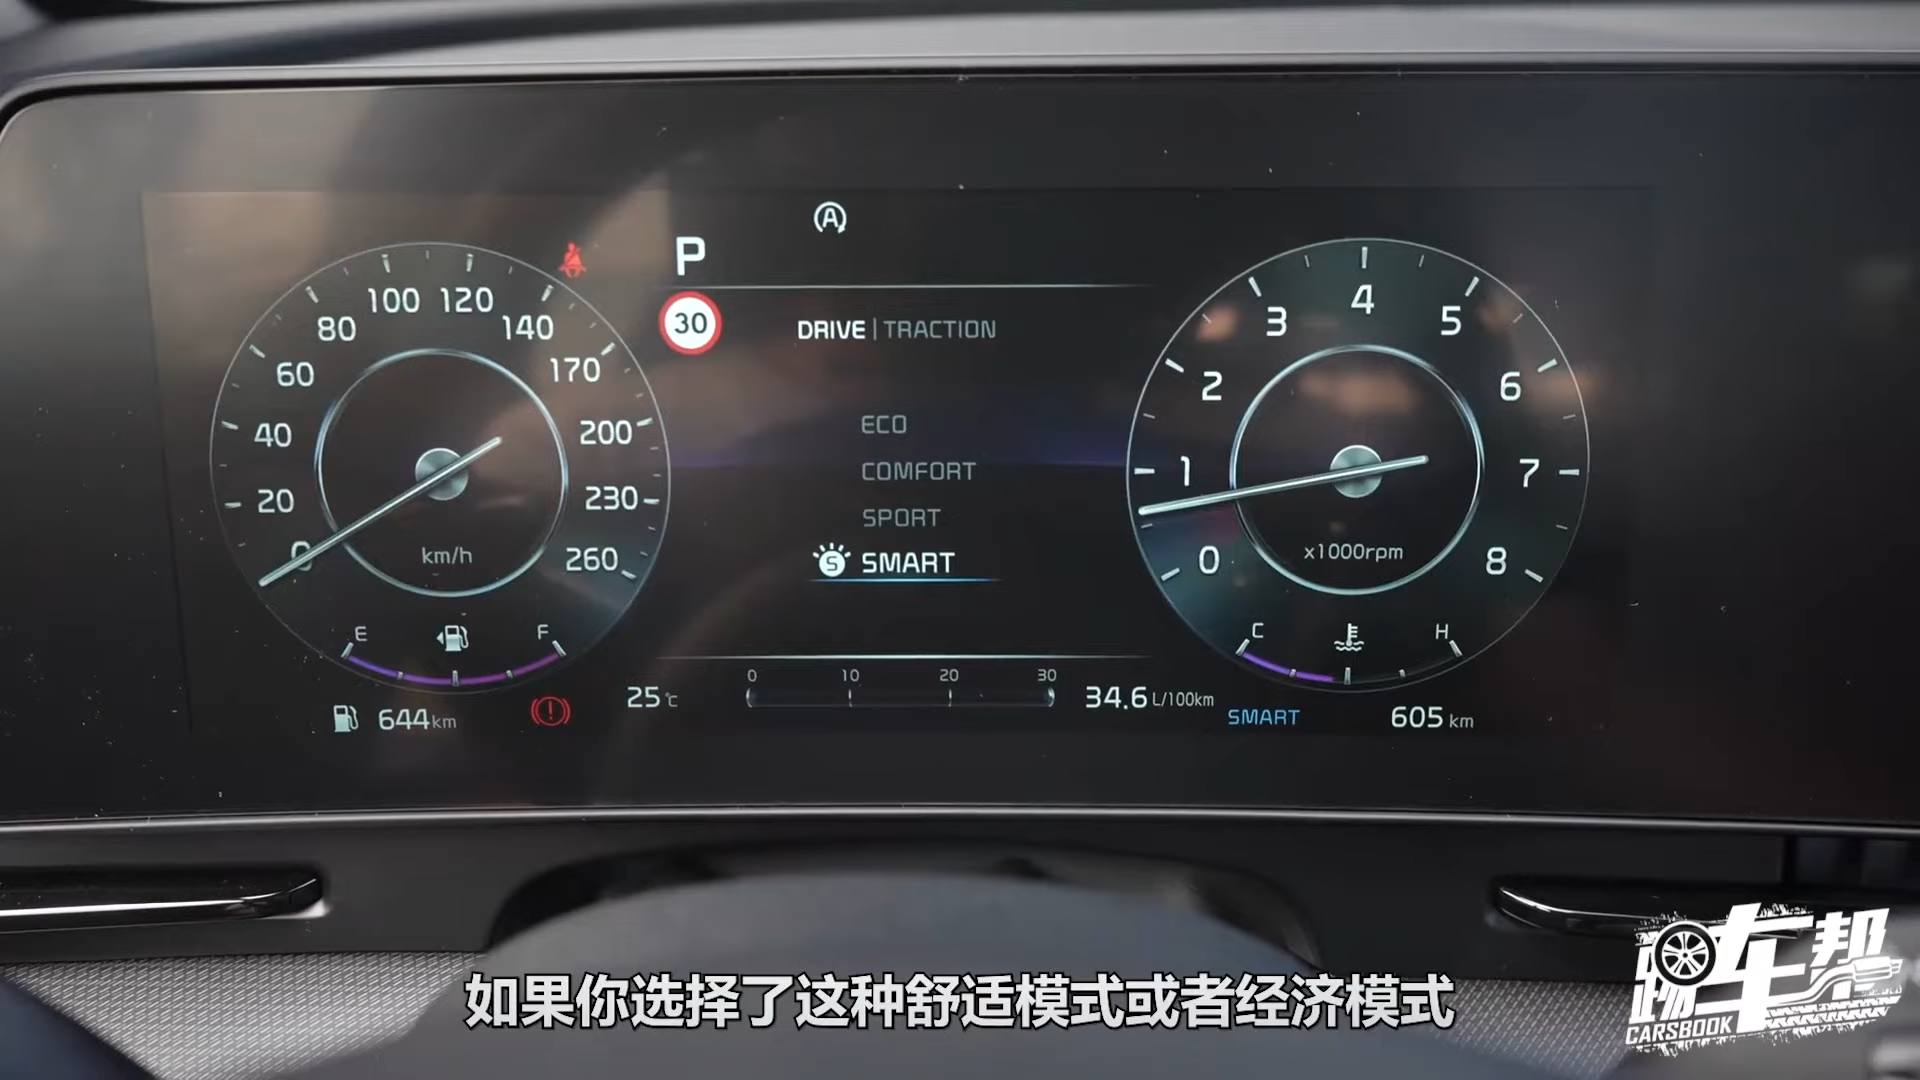 P
30
DRIVE | TRACTION
ECO
COMFORT
SPORT
SMART
0 20 40 60 80 100 120 140 170 200 230 260
km/h
E F
644 km
25 ℃
0 10 20 30
34.6 L/100km
0 1 2 3 4 5 6 7 8
x1000rpm
C H
SMART
605 km
如果你选择了这种舒适模式或者经济模式
踢车帮
CARSBOOK